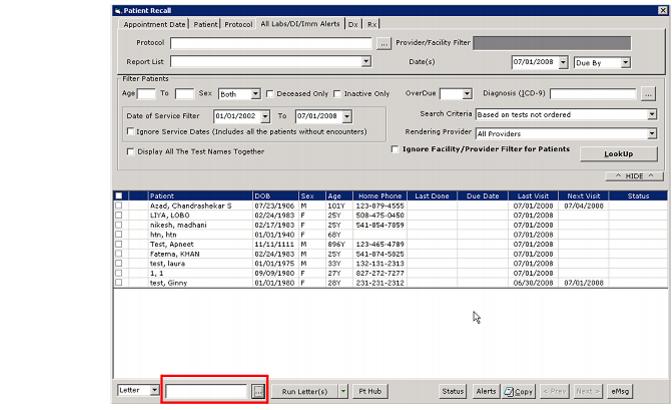 Patient Recall
Appointment Date Patient Protocol All Labs/DI/Imm Alerts Dx Rx
Protocol ... Provider/Facility Filter
Report List Date(s) 07/01/2008 Due By
Filter Patients
Age To Sex Both Deceased Only Inactive Only OverDue Diagnosis (ICD-9) ...
Date of Service Filter 01/01/2002 To 07/01/2008 Search Criteria Based on tests not ordered
Ignore Service Dates (Includes all the patients without encounters) Rendering Provider All Providers
Display All The Test Names Together Ignore Facility/Provider Filter for Patients LookUp
^ HIDE ^
Patient DOB Sex Age Home Phone Last Done Due Date Last Visit Next Visit Status
Azad, Chandrashekar S 07/23/1906 M 101Y 123-879-4555 07/01/2008 07/04/2008
LIYA, LOBO 02/24/1983 F 25Y 508-475-0450 07/01/2008
nikesh, madhani 02/17/1983 F 25Y 541-854-7859 07/01/2008
htn, htn 01/01/1940 F 68Y 07/01/2008
Test, Apneet 11/11/1111 M 896Y 123-465-4789 07/01/2008
Fatema, KHAN 02/24/1983 M 25Y 541-874-5825 07/01/2008
test, laura 01/01/1975 M 33Y 132-131-2313 07/01/2008
1, 1 09/09/1980 F 27Y 827-272-7277 07/01/2008
test, Ginny 01/01/1980 F 28Y 231-231-2312 06/30/2008 07/01/2008
Letter ... Run Letter(s) Pt Hub Status Alerts Copy < Prev Next > eMsg